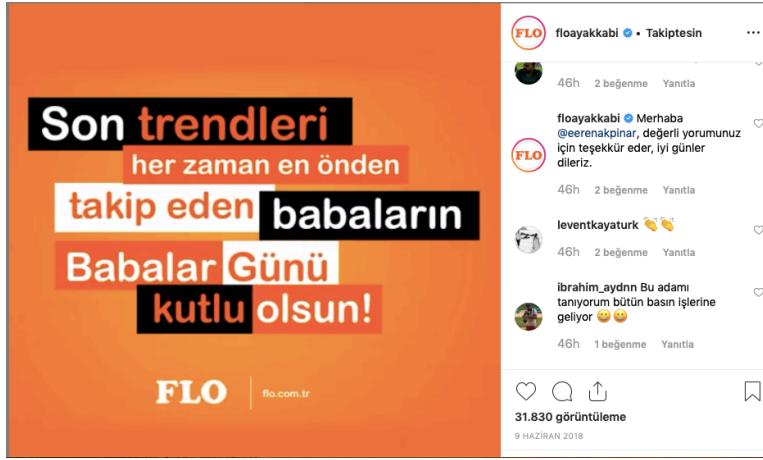 Son trendleri
her zaman en önden
takip eden babaların
Babalar Günü
kutlu olsun!
FLO flo.com.tr
FLO floayakkabi • Takiptesin
46h 2 beğenme Yanıtla
floayakkabi Merhaba
@eerenakpinar, değerli yorumunuz
için teşekkür eder, iyi günler
dileriz.
FLO
46h 2 beğenme Yanıtla
leventkayaturk 👏👏
46h 2 beğenme Yanıtla
ibrahim_aydnn Bu adamı
tanıyorum bütün basın işlerine
geliyor 😀😀
46h 1 beğenme Yanıtla
31.830 görüntüleme
9 HAZİRAN 2018